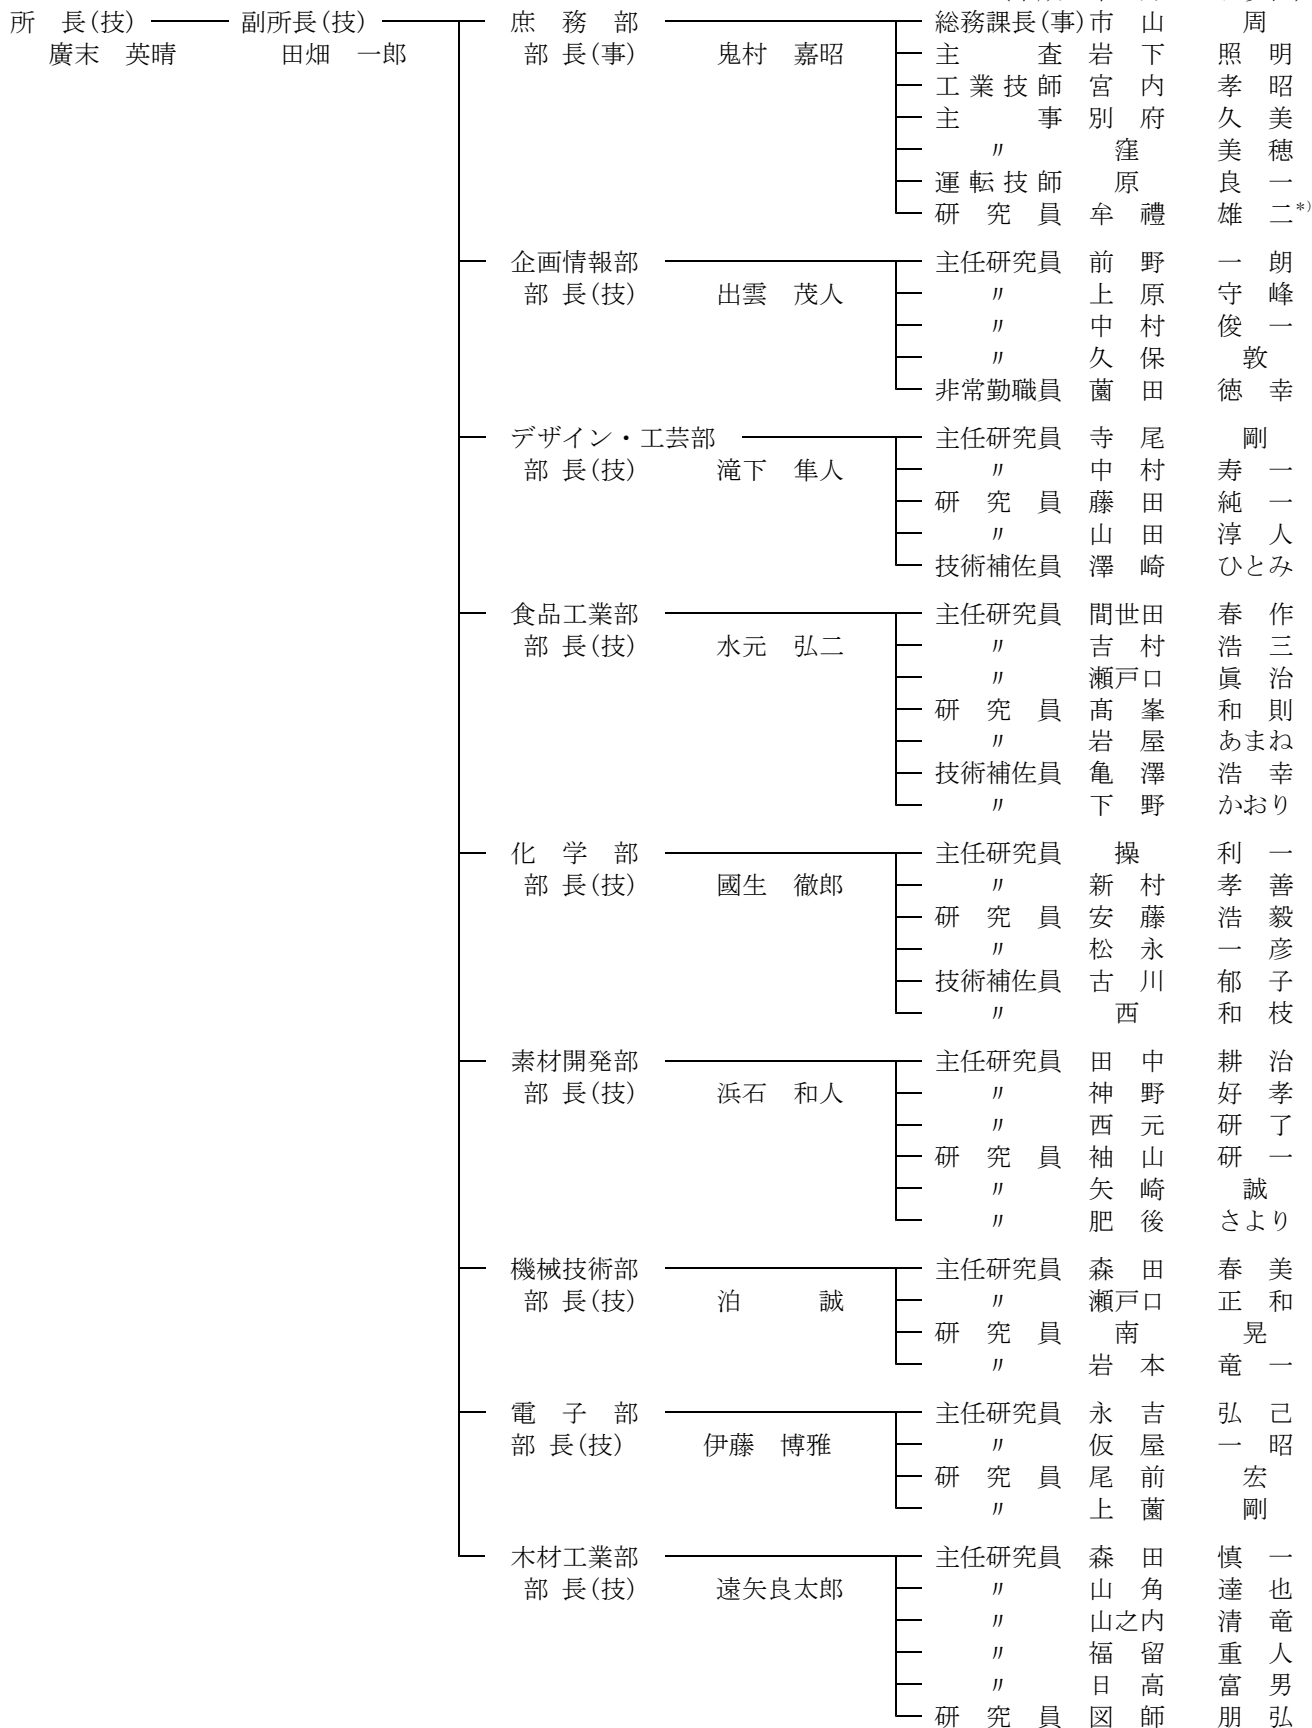 所　長(技)　副所長(技)　庶　務　部　総務課長(事)市　山　周
廣末　英晴　田畑　一郎　部 長(事)　鬼村　嘉昭　主　査　岩　下　照　明
工 業 技 師　宮　内　孝　昭
主　事　別　府　久　美
〃　窪　美　穂
運 転 技 師　原　良　一
研　究　員　牟　禮　雄　二*)
企画情報部　主任研究員　前　野　一　朗
部 長(技)　出雲　茂人　〃　上　原　守　峰
〃　中　村　俊　一
〃　久　保　敦
非常勤職員　薗　田　徳　幸
デザイン・工芸部　主任研究員　寺　尾　剛
部 長(技)　滝下　隼人　〃　中　村　寿　一
研　究　員　藤　田　純　一
〃　山　田　淳　人
技術補佐員　澤　崎　ひとみ
食品工業部　主任研究員　間世田　春　作
部 長(技)　水元　弘二　〃　吉　村　浩　三
〃　瀬戸口　眞　治
研　究　員　髙　峯　和　則
〃　岩　屋　あまね
技術補佐員　亀　澤　浩　幸
〃　下　野　かおり
化　学　部　主任研究員　操　利　一
部 長(技)　國生　徹郎　〃　新　村　孝　善
研　究　員　安　藤　浩　毅
〃　松　永　一　彦
技術補佐員　古　川　郁　子
〃　西　和　枝
素材開発部　主任研究員　田　中　耕　治
部 長(技)　浜石　和人　〃　神　野　好　孝
〃　西　元　研　了
研　究　員　袖　山　研　一
〃　矢　崎　誠
〃　肥　後　さより
機械技術部　主任研究員　森　田　春　美
部 長(技)　泊　誠　〃　瀬戸口　正　和
研　究　員　南　晃
〃　岩　本　竜　一
電　子　部　主任研究員　永　吉　弘　己
部 長(技)　伊藤　博雅　〃　仮　屋　一　昭
研　究　員　尾　前　宏
〃　上　薗　剛
木材工業部　主任研究員　森　田　慎　一
部 長(技)　遠矢良太郎　〃　山　角　達　也
〃　山之内　清　竜
〃　福　留　重　人
〃　日　高　富　男
研　究　員　図　師　朋　弘